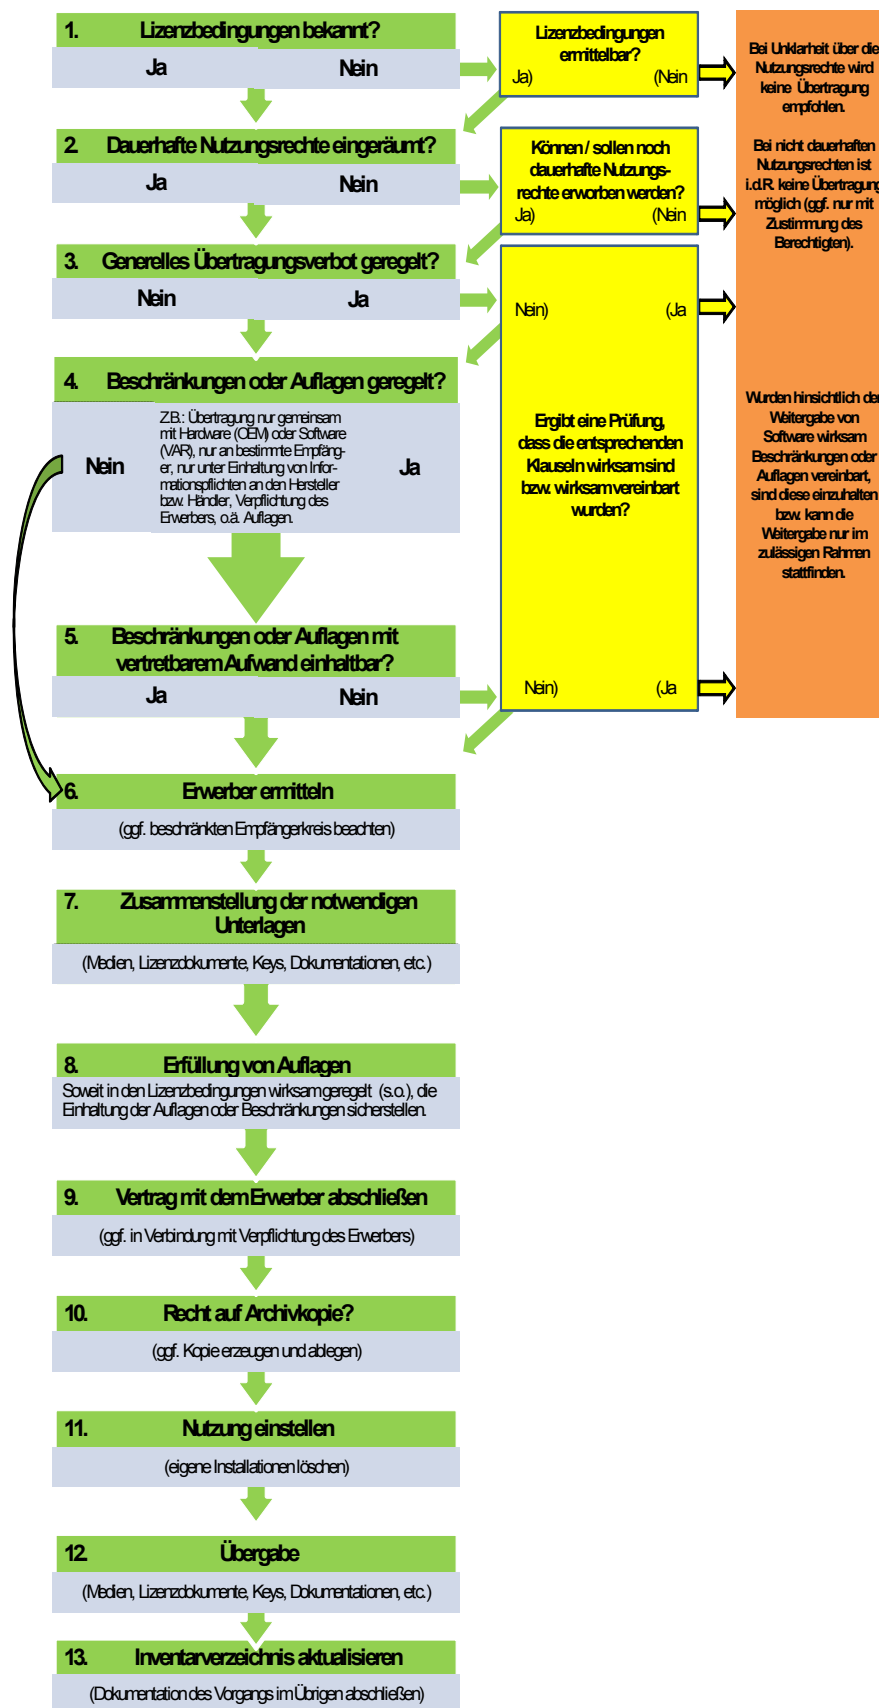 1. Lizenzbedingungen bekannt?
Ja Nein
Lizenzbedingungen
ermittelbar?
Ja) (Nein
Bei Unklarheit über die
Nutzungsrechte wird
keine Übertragung
empfohlen.
2. Dauerhafte Nutzungsrechte eingeräumt?
Ja Nein
Können / sollen noch
dauerhafte Nutzungs-
rechte erworben werden?
Ja) (Nein
Bei nicht dauerhaften
Nutzungsrechten ist
i.d.R. keine Übertragung
möglich (ggf. nur mit
Zustimmung des
Berechtigten).
3. Generelles Übertragungsverbot geregelt?
Nein Ja
Nein) (Ja
4. Beschränkungen oder Auflagen geregelt?
Nein
Z.B.: Übertragung nur gemeinsam
mit Hardware (OEM) oder Software
(VAR), nur an bestimmte Empfäng-
er, nur unter Einhaltung von Infor-
mationspflichten an den Hersteller
bzw. Händler, Verpflichtung des
Erwerbers, o.ä. Auflagen.
Ja
Ergibt eine Prüfung,
dass die entsprechenden
Klauseln wirksam sind
bzw. wirksam vereinbart
wurden?
Wurden hinsichtlich der
Weitergabe von
Software wirksam
Beschränkungen oder
Auflagen vereinbart,
sind diese einzuhalten
bzw. kann die
Weitergabe nur im
zulässigen Rahmen
stattfinden.
5. Beschränkungen oder Auflagen mit
vertretbarem Aufwand einhaltbar?
Ja Nein
Nein) (Ja
6. Erwerber ermitteln
(ggf. beschränkten Empfängerkreis beachten)
7. Zusammenstellung der notwendigen
Unterlagen
(Medien, Lizenzdokumente, Keys, Dokumentationen, etc.)
8. Erfüllung von Auflagen
Soweit in den Lizenzbedingungen wirksam geregelt (s.o.), die
Einhaltung der Auflagen oder Beschränkungen sicherstellen.
9. Vertrag mit dem Erwerber abschließen
(ggf. in Verbindung mit Verpflichtung des Erwerbers)
10. Recht auf Archivkopie?
(ggf. Kopie erzeugen und ablegen)
11. Nutzung einstellen
(eigene Installationen löschen)
12. Übergabe
(Medien, Lizenzdokumente, Keys, Dokumentationen, etc.)
13. Inventarverzeichnis aktualisieren
(Dokumentation des Vorgangs im Übrigen abschließen)